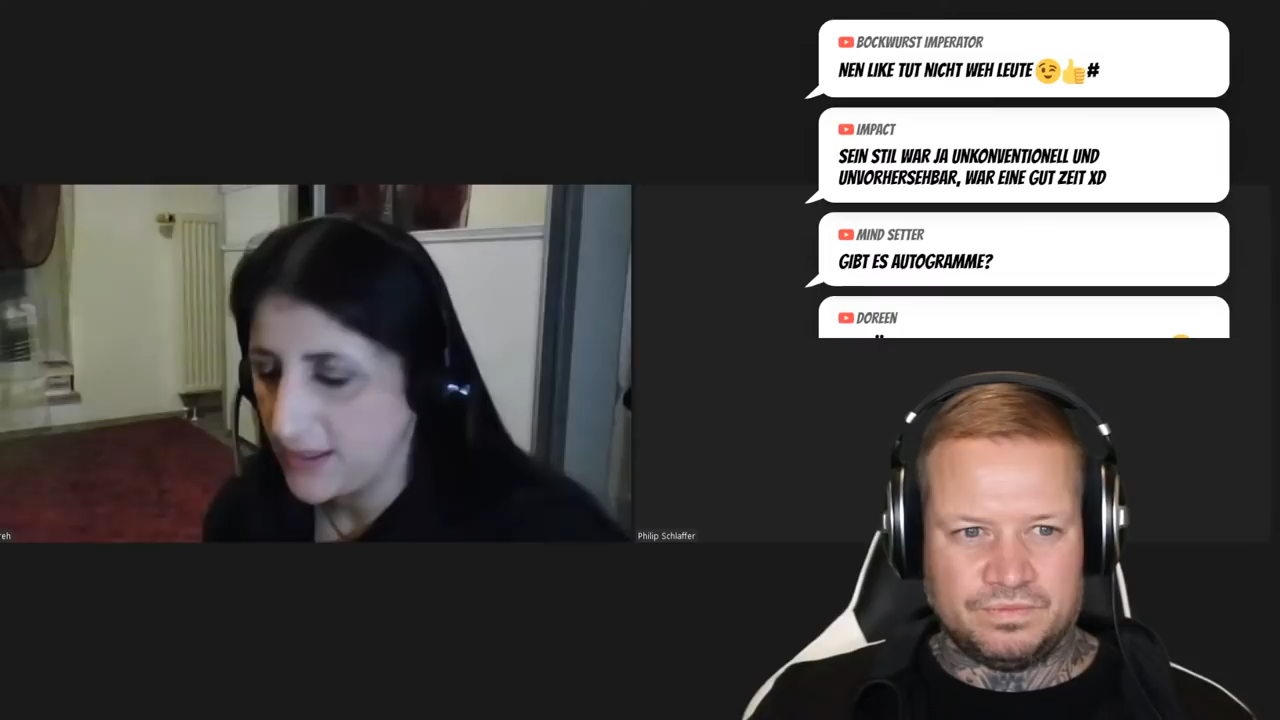 BOCKWURST IMPERATOR
NEN LIKE TUT NICHT WEH LEUTE 😉👍#
IMPACT
SEIN STIL WAR JA UNKONVENTIONELL UND
UNVORHERSEHBAR, WAR EINE GUT ZEIT XD
MIND SETTER
GIBT ES AUTOGRAMME?
DOREEN
reh
Philip Schlaffer